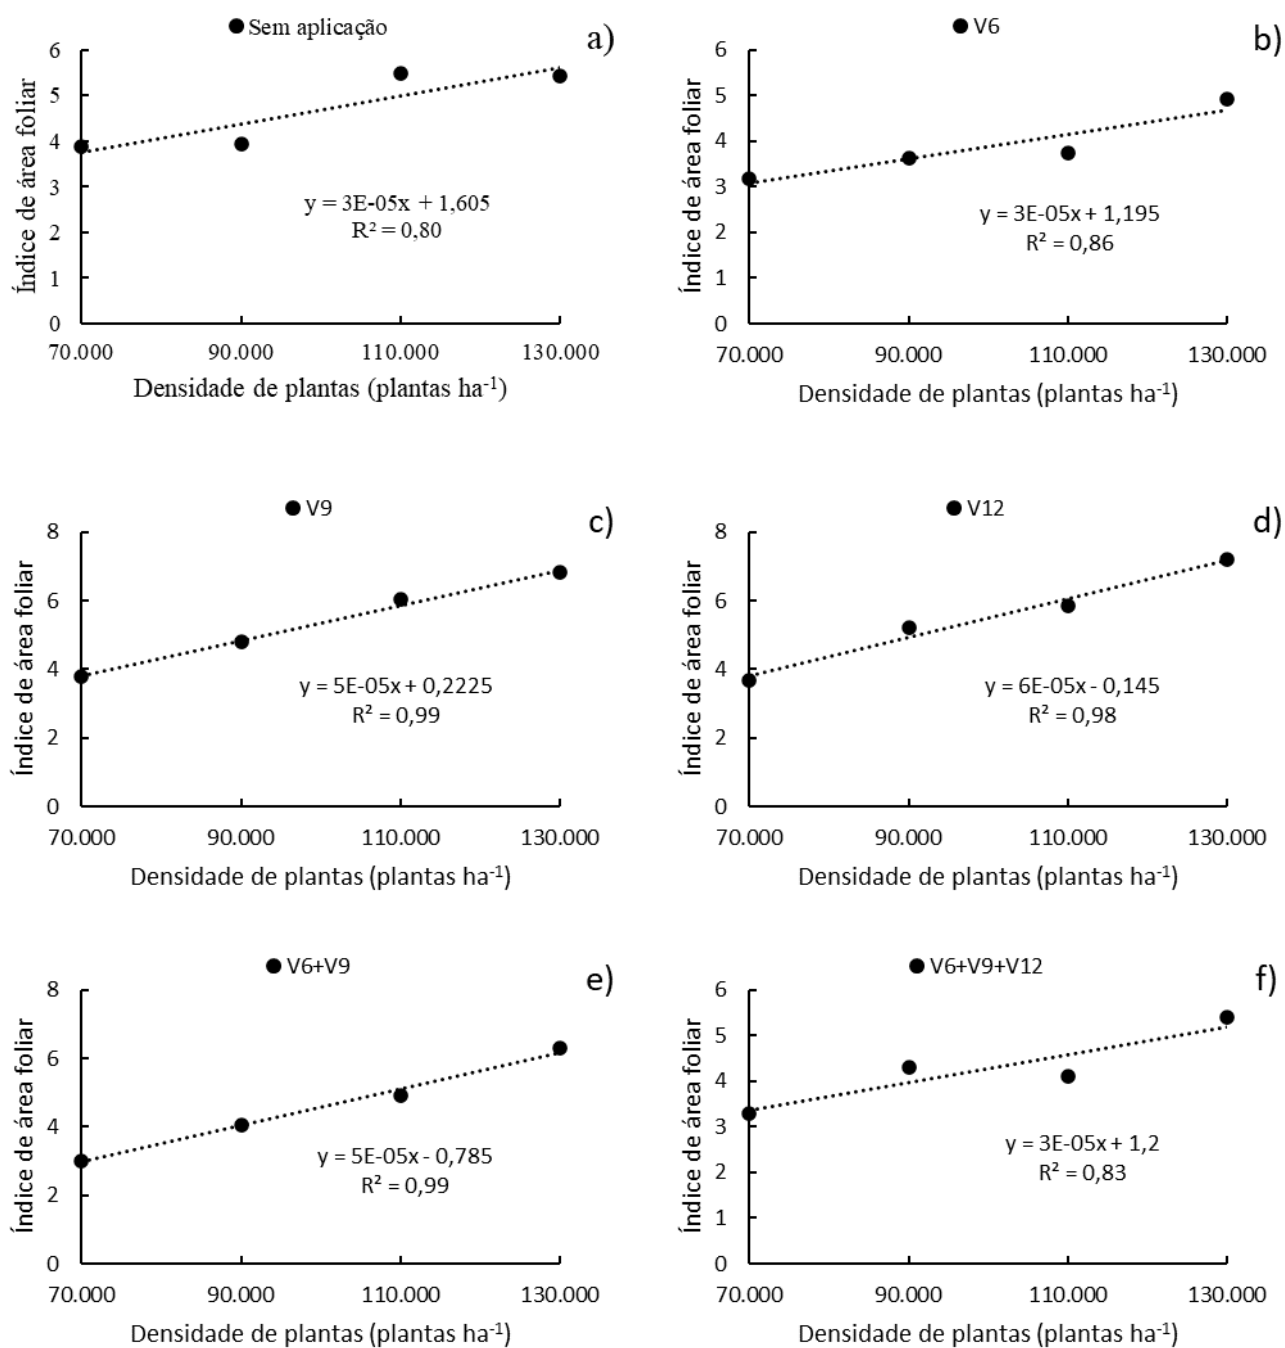 Sem aplicação
a)
6
5
4
3
2
1
0
Índice de área foliar
y = 3E-05x + 1,605
R² = 0,80
70.000 90.000 110.000 130.000
Densidade de plantas (plantas ha⁻¹)
V6
b)
6
5
4
3
2
1
0
Índice de área foliar
y = 3E-05x + 1,195
R² = 0,86
70.000 90.000 110.000 130.000
Densidade de plantas (plantas ha⁻¹)
V9
c)
8
6
4
2
0
Índice de área foliar
y = 5E-05x + 0,2225
R² = 0,99
70.000 90.000 110.000 130.000
Densidade de plantas (plantas ha⁻¹)
V12
d)
8
6
4
2
0
Índice de área foliar
y = 6E-05x - 0,145
R² = 0,98
70.000 90.000 110.000 130.000
Densidade de plantas (plantas ha⁻¹)
V6+V9
e)
8
6
4
2
0
Índice de área foliar
y = 5E-05x - 0,785
R² = 0,99
70.000 90.000 110.000 130.000
Densidade de plantas (plantas ha⁻¹)
V6+V9+V12
f)
6
5
4
3
2
1
0
Índice de área foliar
y = 3E-05x + 1,2
R² = 0,83
70.000 90.000 110.000 130.000
Densidade de plantas (plantas ha⁻¹)